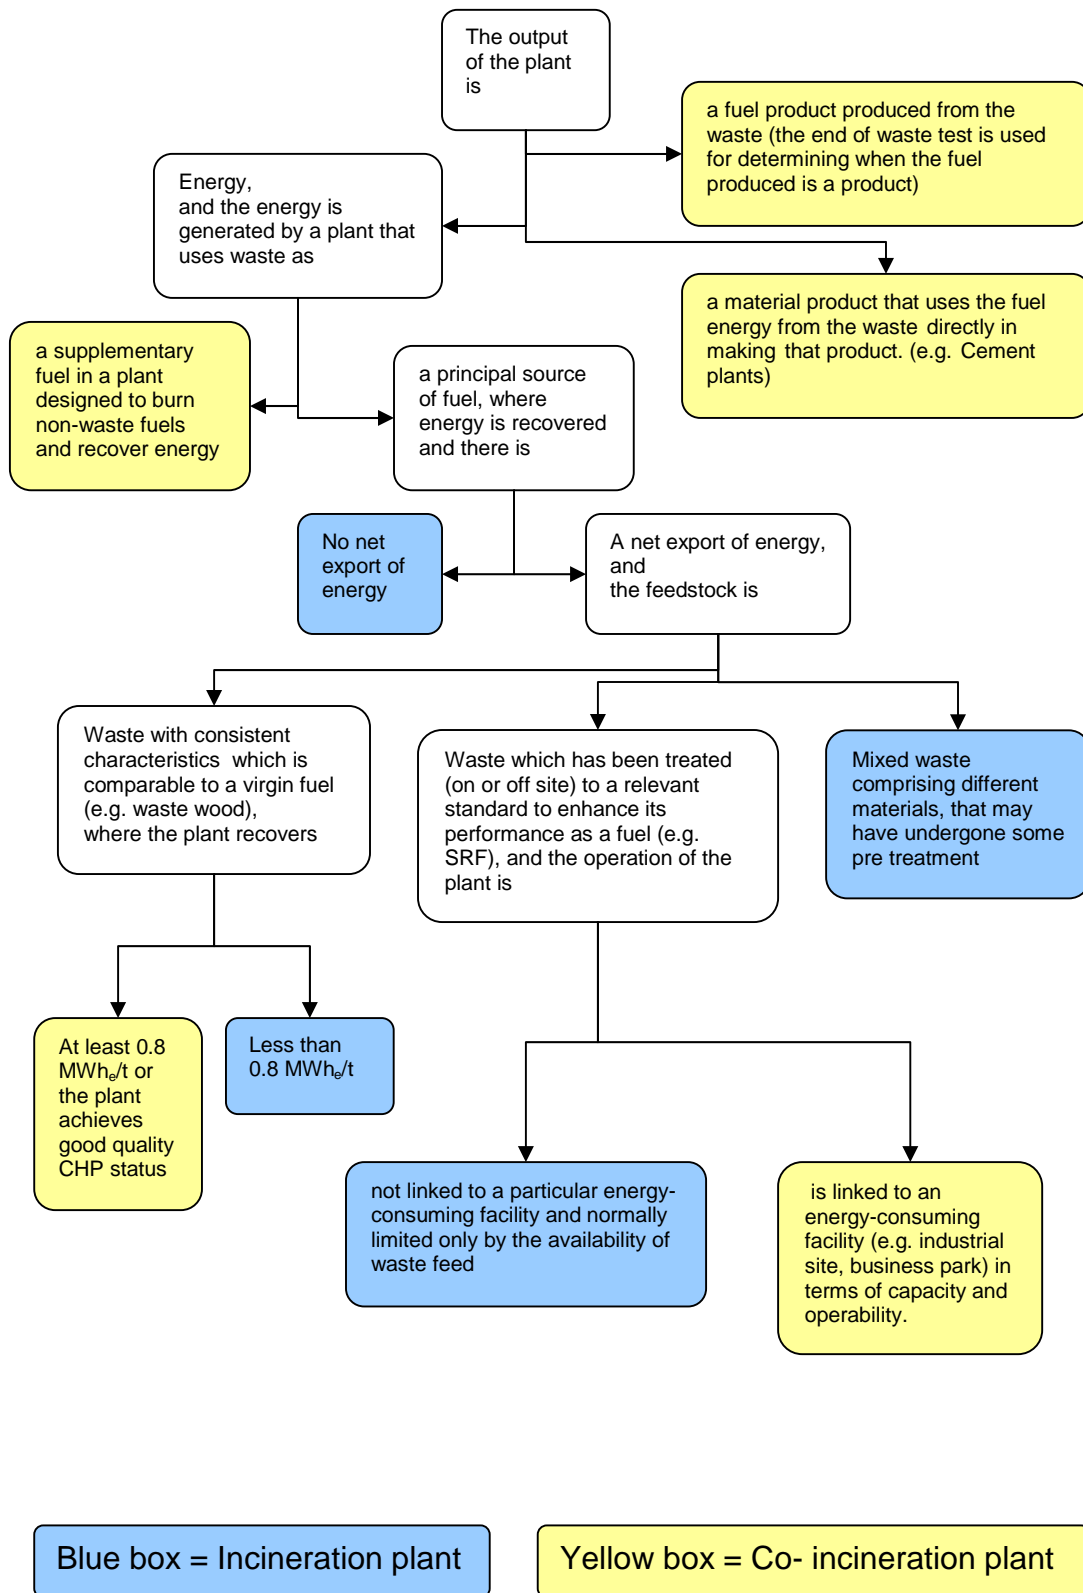 The output
of the plant
is
a fuel product produced from the
waste (the end of waste test is used
for determining when the fuel
produced is a product)
Energy,
and the energy is
generated by a plant that
uses waste as
a material product that uses the fuel
energy from the waste directly in
making that product. (e.g. Cement
plants)
a supplementary
fuel in a plant
designed to burn
non-waste fuels
and recover energy
a principal source
of fuel, where
energy is recovered
and there is
No net
export of
energy
A net export of energy,
and
the feedstock is
Waste with consistent
characteristics which is
comparable to a virgin fuel
(e.g. waste wood),
where the plant recovers
Waste which has been treated
(on or off site) to a relevant
standard to enhance its
performance as a fuel (e.g.
SRF), and the operation of the
plant is
Mixed waste
comprising different
materials, that may
have undergone some
pre treatment
At least 0.8
MWhₑ/t or
the plant
achieves
good quality
CHP status
Less than
0.8 MWhₑ/t
not linked to a particular energy-
consuming facility and normally
limited only by the availability of
waste feed
is linked to an
energy-consuming
facility (e.g. industrial
site, business park) in
terms of capacity and
operability.
Blue box = Incineration plant
Yellow box = Co- incineration plant